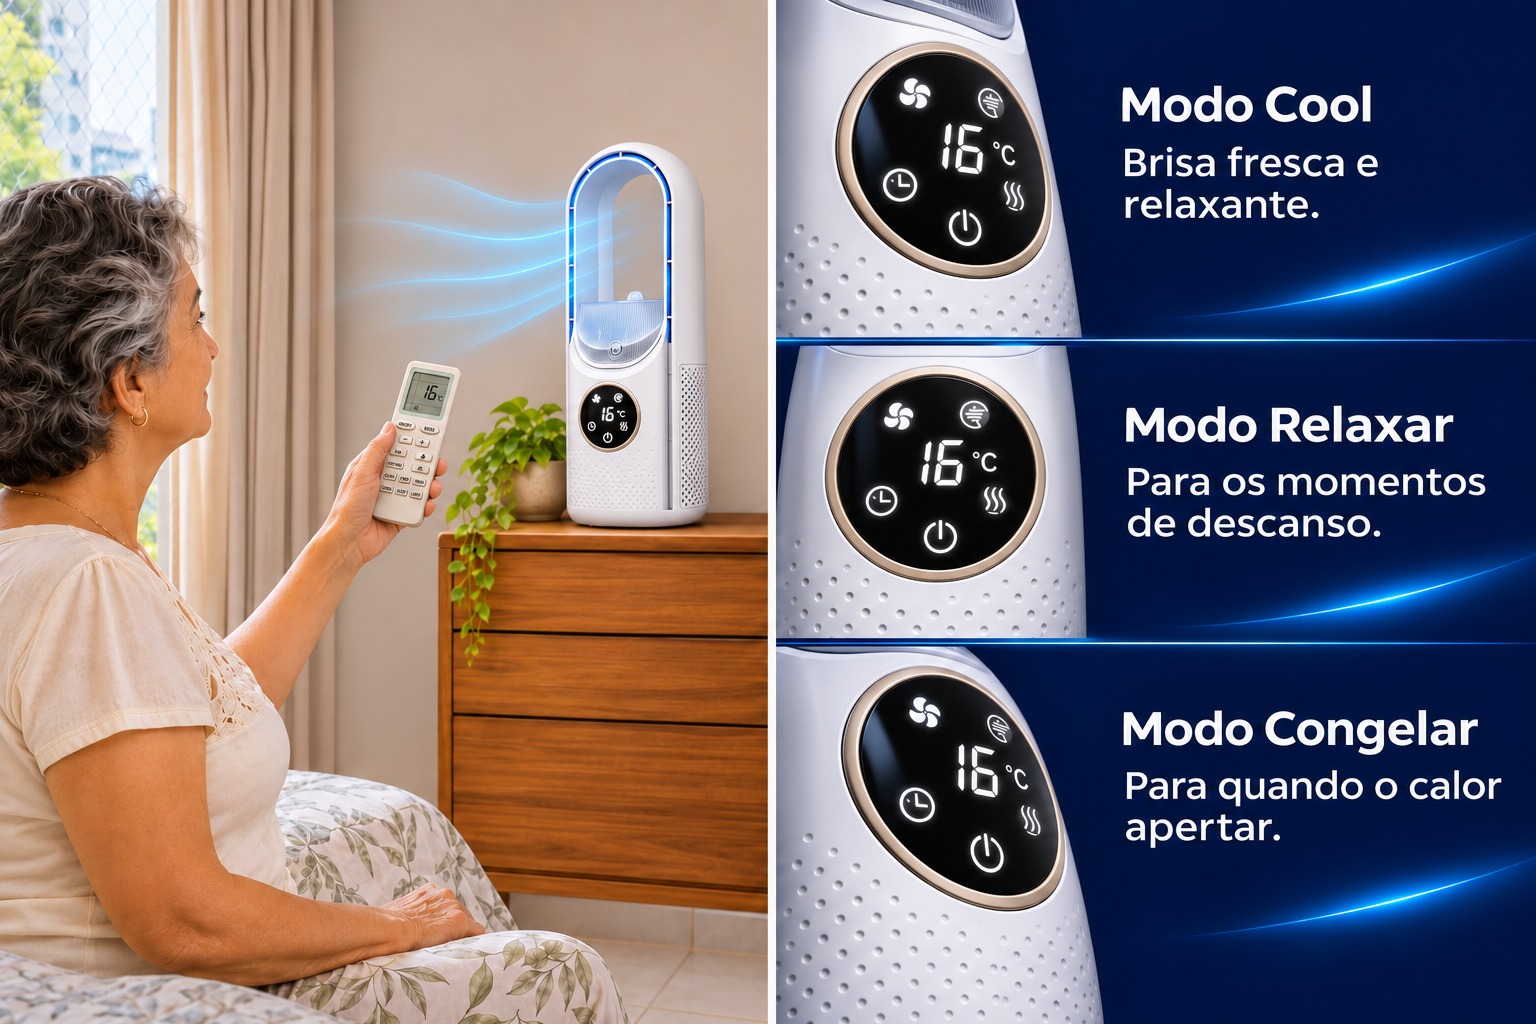 16°C
16°C
Modo Cool
Brisa fresca e
relaxante.
16°C
Modo Relaxar
Para os momentos
de descanso.
16°C
Modo Congelar
Para quando o calor
apertar.
16°C